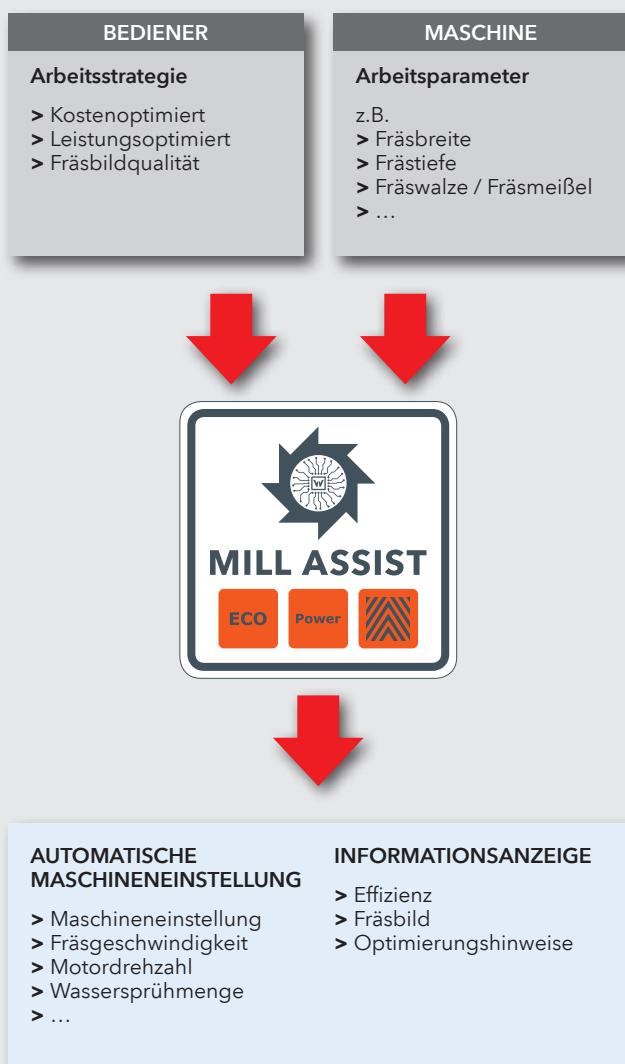 BEDIENER
Arbeitsstrategie
> Kostenoptimiert
> Leistungsoptimiert
> Fräsbildqualität
MASCHINE
Arbeitsparameter
z.B.
> Fräsbreite
> Frästiefe
> Fräswalze / Fräsmeißel
> …
W
MILL ASSIST
ECO
Power
AUTOMATISCHE
MASCHINENEINSTELLUNG
> Maschineneinstellung
> Fräsgeschwindigkeit
> Motordrehzahl
> Wassersprühmenge
> …
INFORMATIONSANZEIGE
> Effizienz
> Fräsbild
> Optimierungshinweise